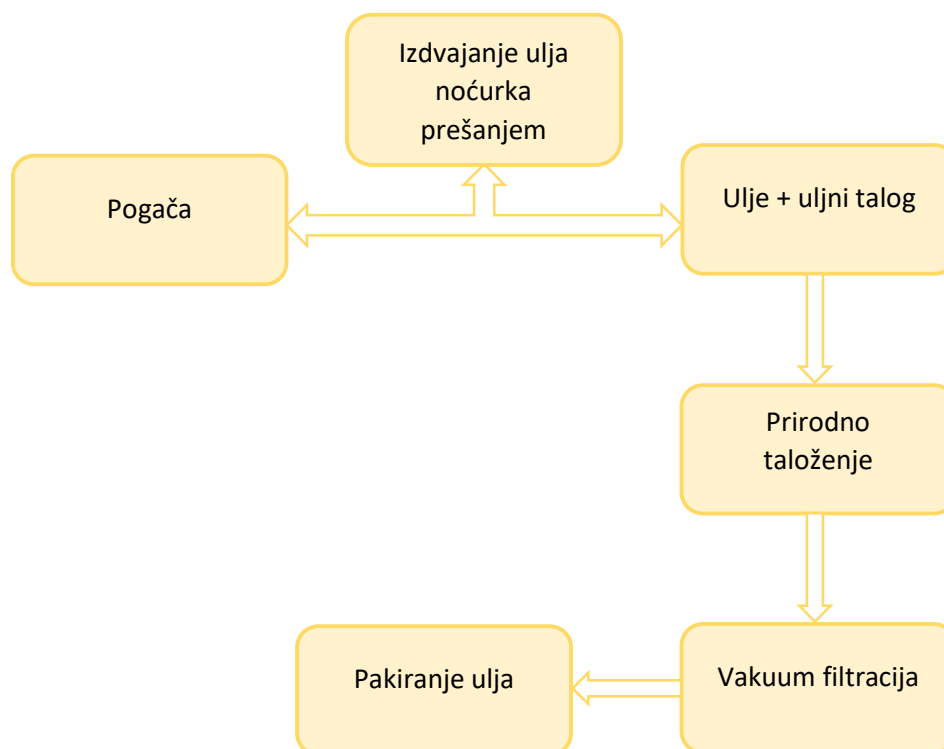 Izdvajanje ulja
noćurka
prešanjem
Pogača
Ulje + uljni talog
Prirodno
taloženje
Vakuum filtracija
Pakiranje ulja